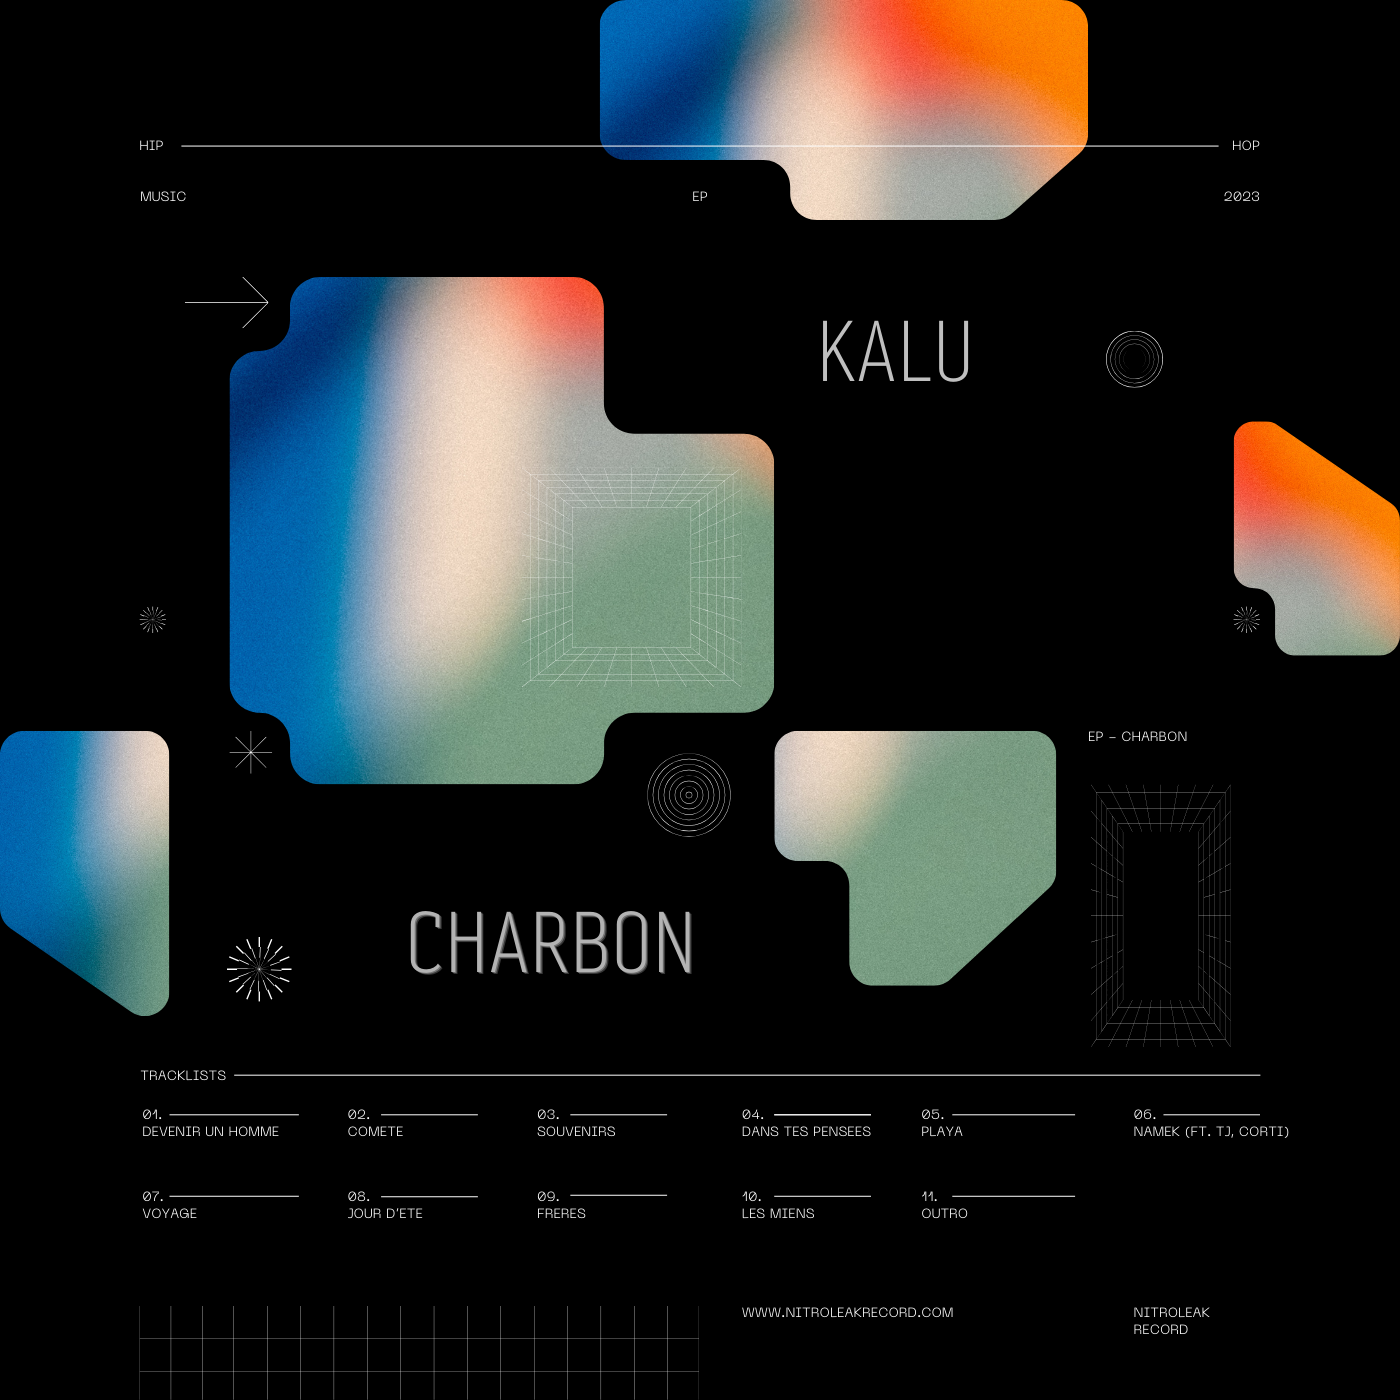 HIP HOP
MUSIC EP 2023
KALU
EP – CHARBON
CHARBON
TRACKLISTS
01. 02. 03. 04. 05. 06.
DEVENIR UN HOMME COMETE SOUVENIRS DANS TES PENSEES PLAYA NAMEK (FT. TJ, CORTI)
07. 08. 09. 10. 11.
VOYAGE JOUR D'ETE FRERES LES MIENS OUTRO
WWW.NITROLEAKRECORD.COM NITROLEAK
RECORD